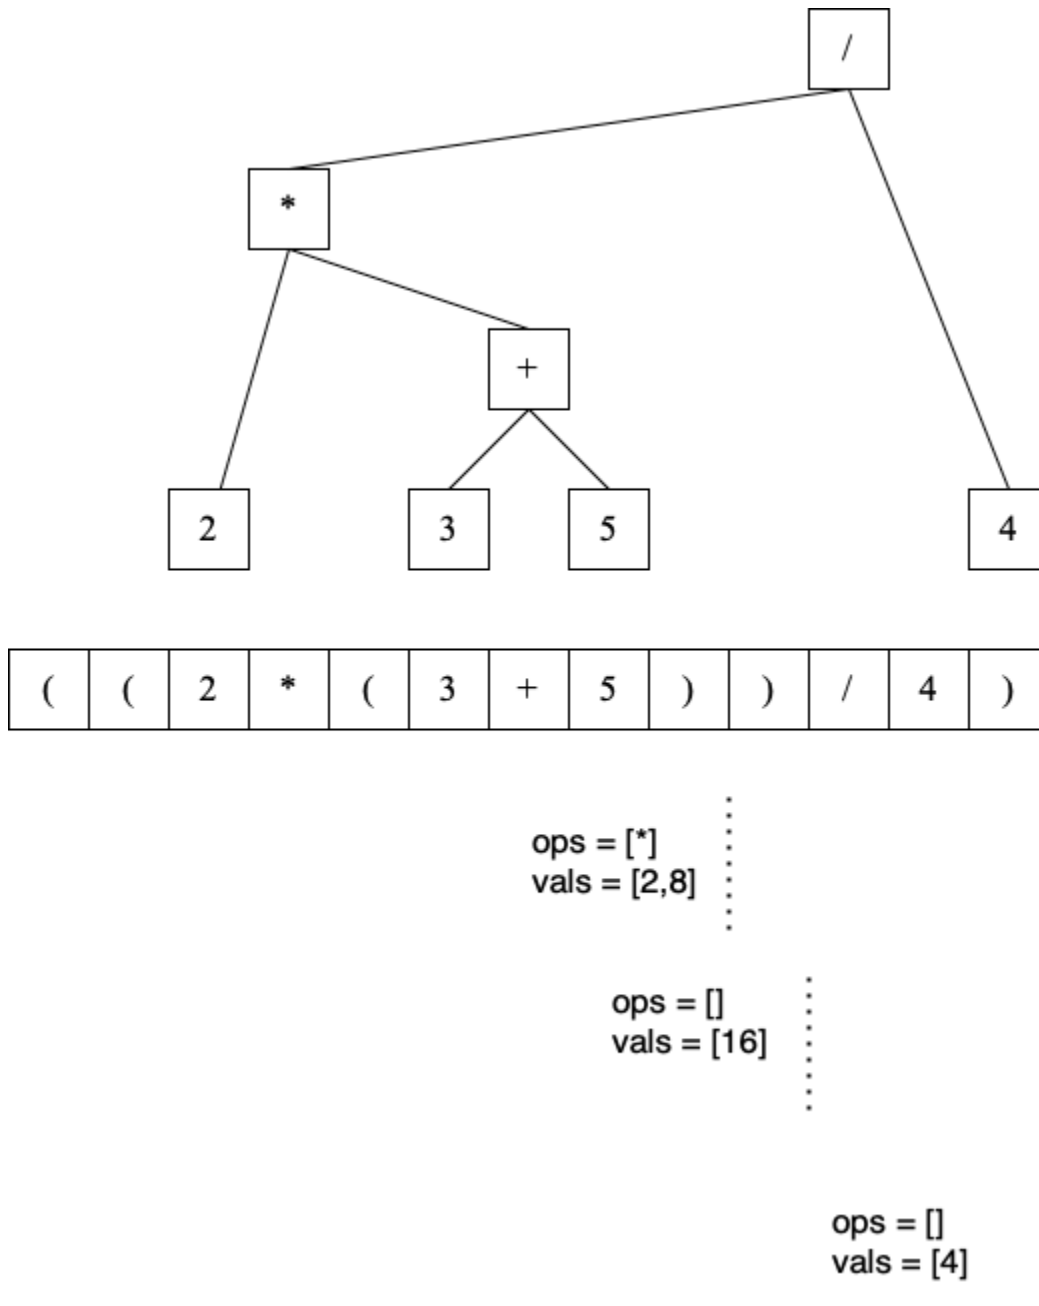 /
*
+
2 3 5 4
( ( 2 * ( 3 + 5 ) ) / 4 )
ops = [*]
vals = [2,8]
ops = []
vals = [16]
ops = []
vals = [4]